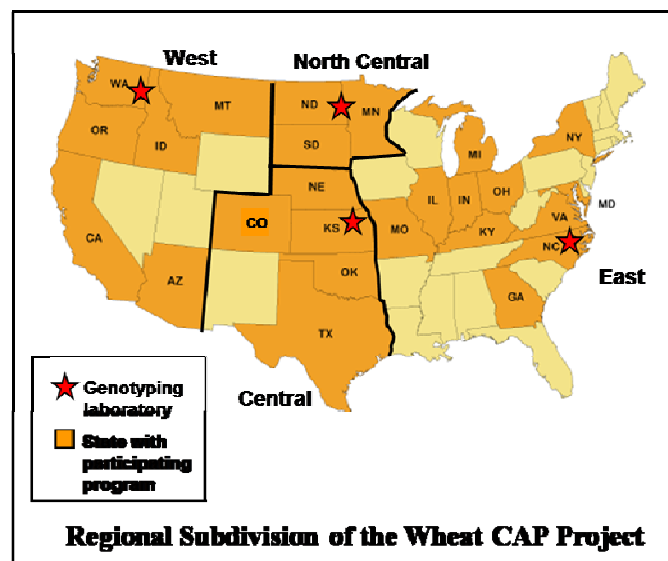 West
North Central
WA
MT
ND
MN
OR
ID
SD
MI
NY
NE
CO
KS
IL
IN
OH
VA
MD
CA
MO
KY
NC
AZ
OK
East
GA
TX
Central
Genotyping
laboratory
State with
participating
program
Regional Subdivision of the Wheat CAP Project